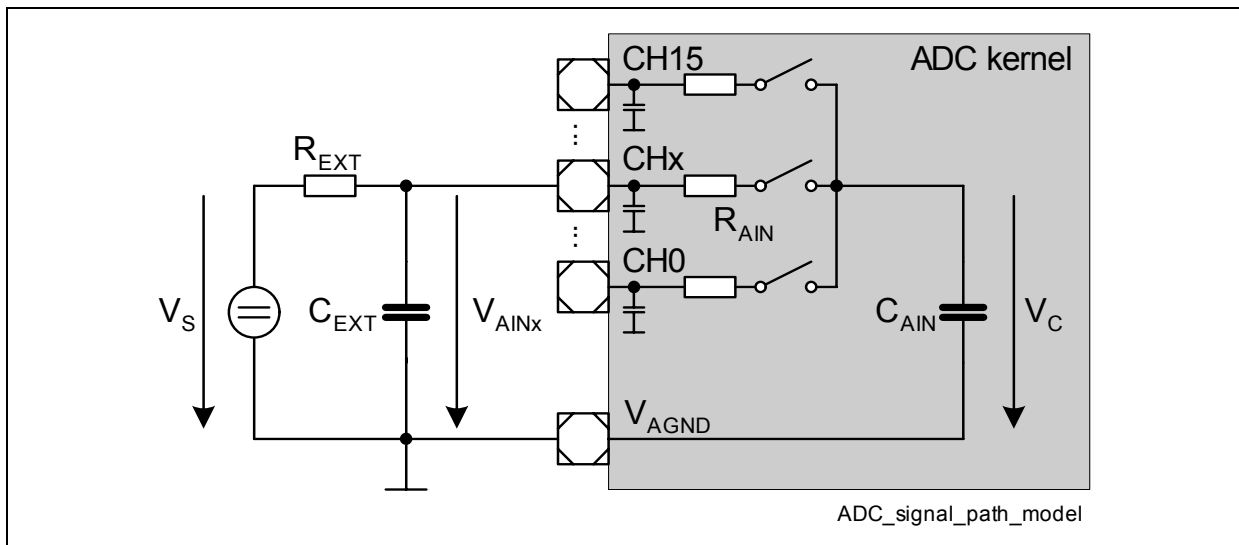 CH15
ADC kernel
⋮
R_EXT
CHx
R_AIN
⋮
CH0
V_S
C_EXT
V_AINx
C_AIN
V_C
V_AGND
ADC_signal_path_model